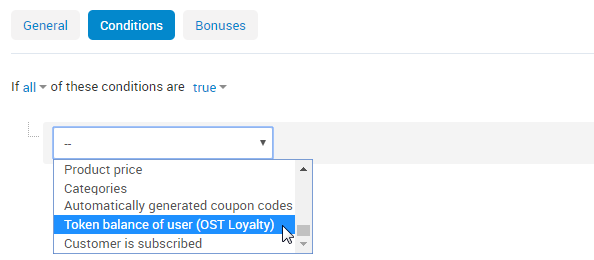 General Conditions Bonuses
If all of these conditions are true
--
Product price
Categories
Automatically generated coupon codes
Token balance of user (OST Loyalty)
Customer is subscribed